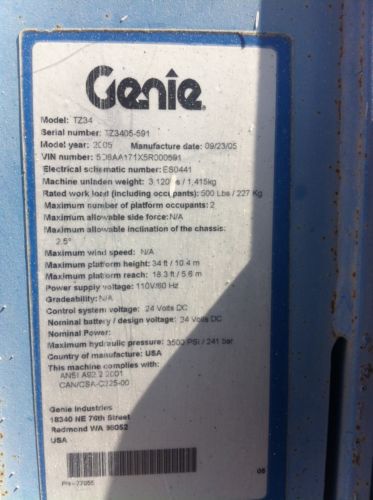 Genie
Model: TZ34
Serial number: TZ3405-591
Model year: 2005 Manufacture date: 09/23/05
VIN number: 5D8AA171X5R000591
Electrical schematic number: ES0441
Machine unladen weight: 3,120 lbs / 1,415kg
Rated work load (including occupants): 500 Lbs / 227 Kg
Maximum number of platform occupants: 2
Maximum allowable side force: N/A
Maximum allowable inclination of the chassis:
2.5°
Maximum wind speed: N/A
Maximum platform height: 34 ft / 10.4 m
Maximum platform reach: 18.3 ft / 5.6 m
Power supply voltage: 110V/60 Hz
Gradeability: N/A
Control system voltage: 24 Volts DC
Nominal battery / design voltage: 24 Volts DC
Nominal Power:
Maximum hydraulic pressure: 3500 PSI / 241 bar
Country of manufacture: USA
This machine complies with:
ANSI A92.2 2001
CAN/CSA-C225-00
Genie Industries
18340 NE 76th Street
Redmond WA 98052
USA
05